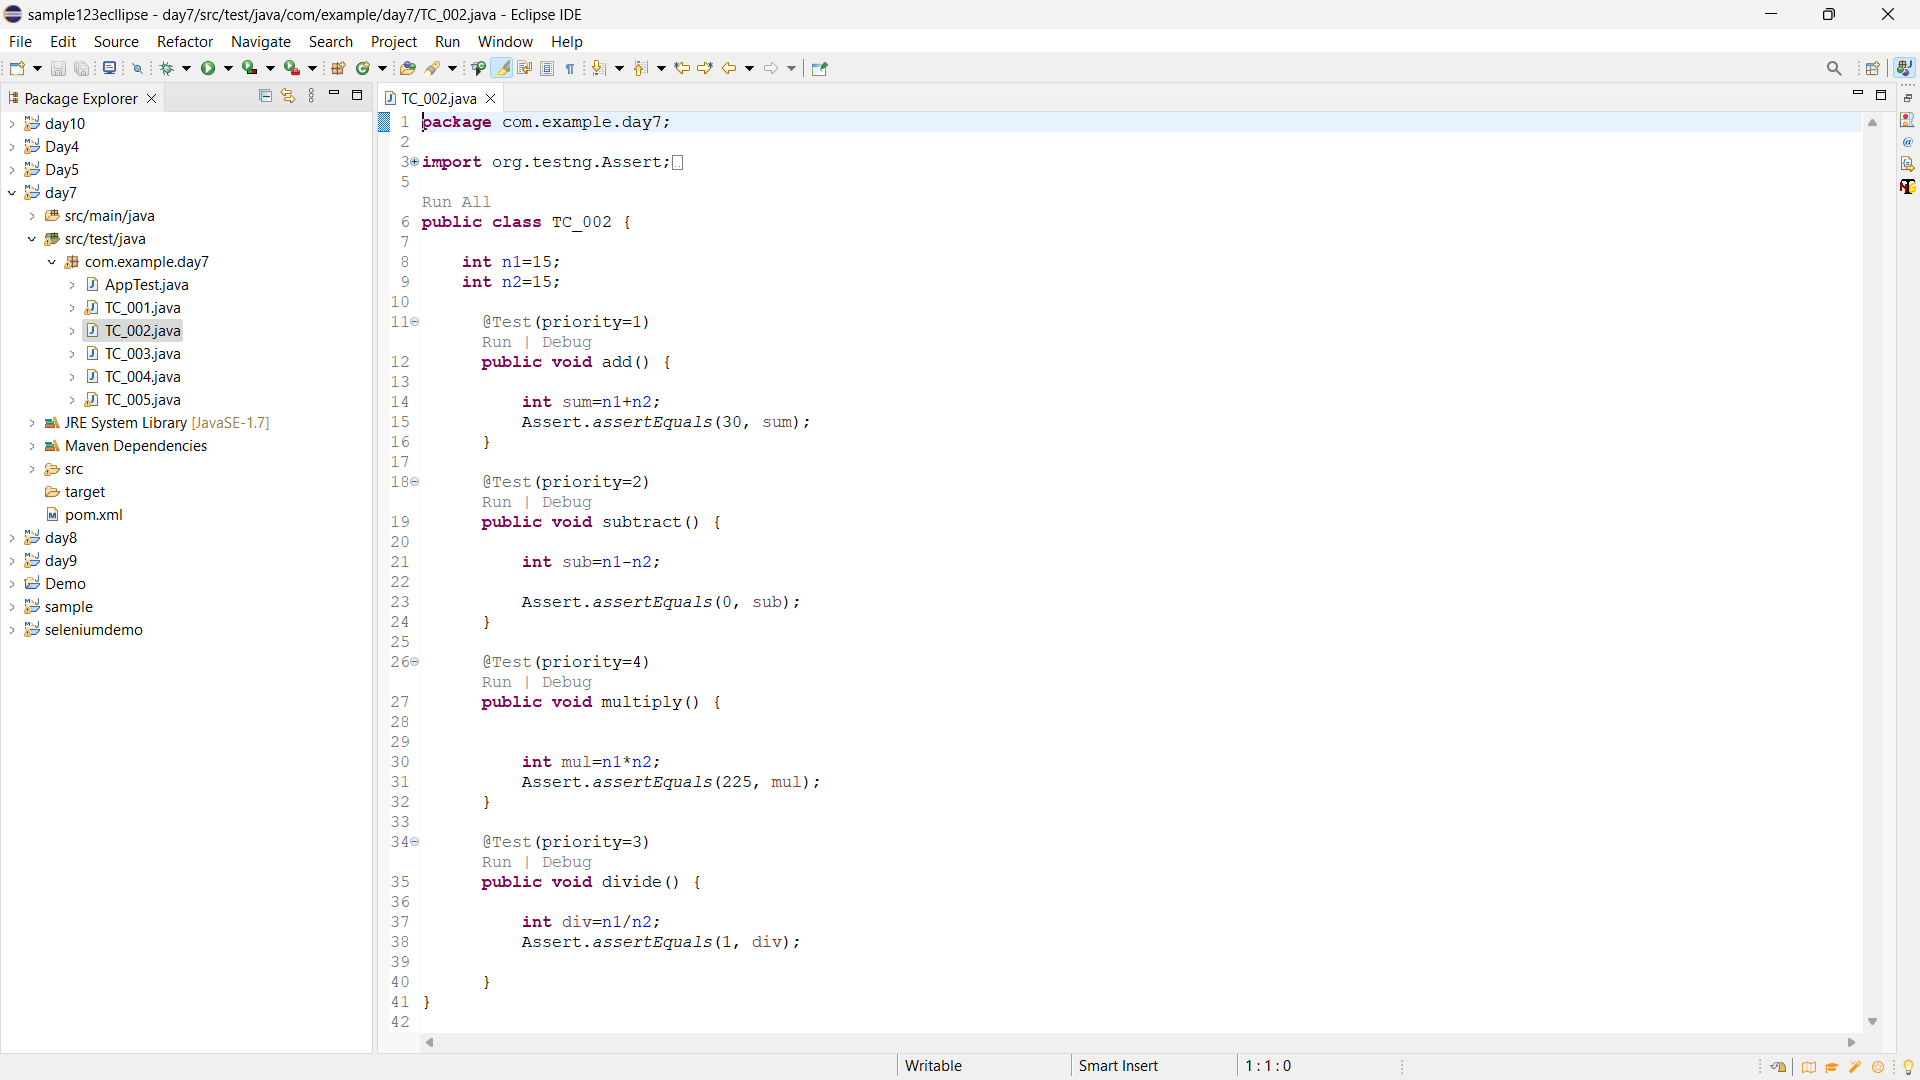 sample123ecllipse - day7/src/test/java/com/example/day7/TC_002.java - Eclipse IDE
File Edit Source Refactor Navigate Search Project Run Window Help
Package Explorer
day10
Day4
Day5
day7
src/main/java
src/test/java
com.example.day7
AppTest.java
TC_001.java
TC_002.java
TC_003.java
TC_004.java
TC_005.java
JRE System Library [JavaSE-1.7]
Maven Dependencies
src
target
pom.xml
day8
day9
Demo
sample
seleniumdemo
TC_002.java
1 package com.example.day7;
2
3 import org.testng.Assert;
5
Run All
6 public class TC_002 {
7
8 int n1=15;
9 int n2=15;
10
11 @Test(priority=1)
Run | Debug
12 public void add() {
13
14 int sum=n1+n2;
15 Assert.assertEquals(30, sum);
16 }
17
18 @Test(priority=2)
Run | Debug
19 public void subtract() {
20
21 int sub=n1-n2;
22
23 Assert.assertEquals(0, sub);
24 }
25
26 @Test(priority=4)
Run | Debug
27 public void multiply() {
28
29
30 int mul=n1*n2;
31 Assert.assertEquals(225, mul);
32 }
33
34 @Test(priority=3)
Run | Debug
35 public void divide() {
36
37 int div=n1/n2;
38 Assert.assertEquals(1, div);
39
40 }
41 }
42
Writable Smart Insert 1 : 1 : 0